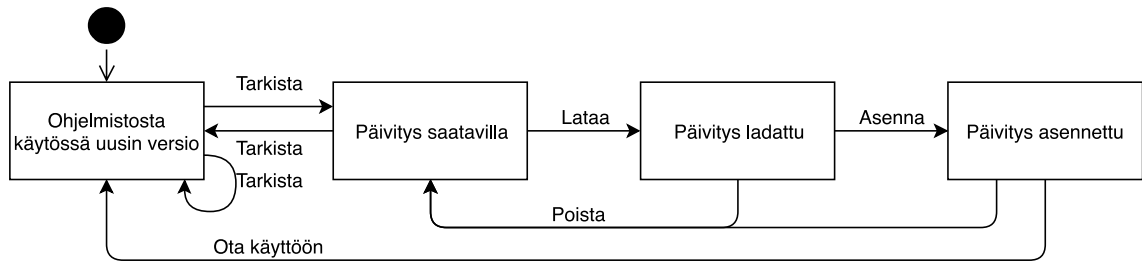 Tarkista
Ohjelmistosta
käytössä uusin versio
Päivitys saatavilla
Lataa
Päivitys ladattu
Asenna
Päivitys asennettu
Tarkista
Tarkista
Poista
Ota käyttöön